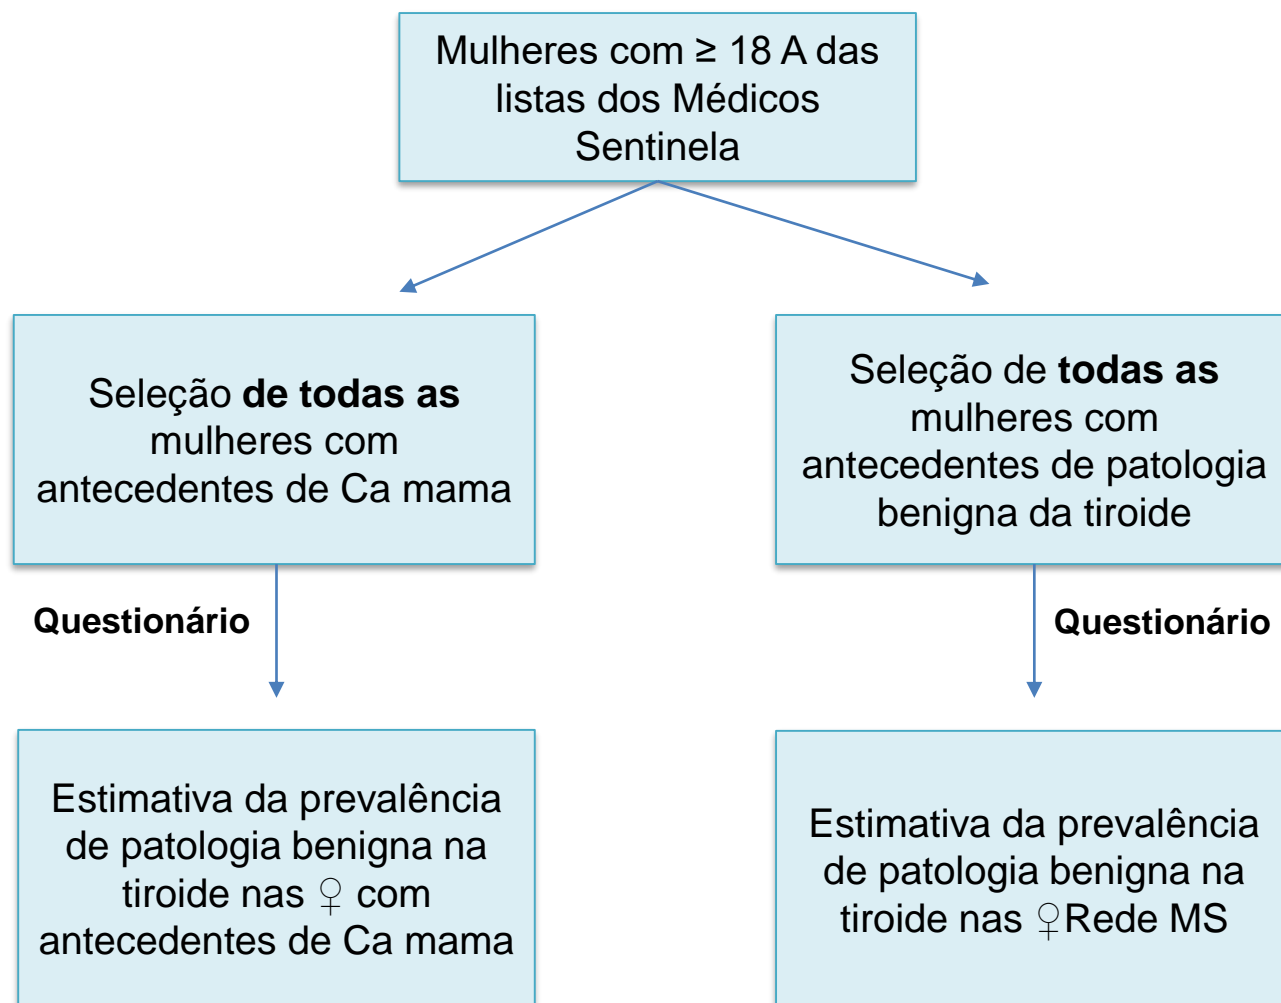 Mulheres com ≥ 18 A das
listas dos Médicos
Sentinela
Seleção de todas as
mulheres com
antecedentes de Ca mama
Seleção de todas as
mulheres com
antecedentes de patologia
benigna da tiroide
Questionário
Questionário
Estimativa da prevalência
de patologia benigna na
tiroide nas ♀ com
antecedentes de Ca mama
Estimativa da prevalência
de patologia benigna na
tiroide nas ♀Rede MS